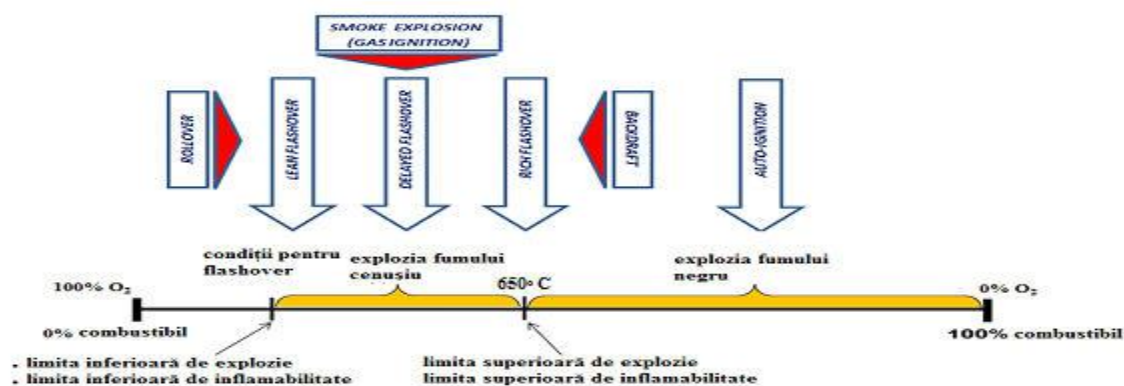 SMOKE EXPLOSION
(GAS IGNITION)
ROLLOVER
LEAN FLASHOVER
DELAYED FLASHOVER
RICH FLASHOVER
BACKDRAFT
AUTO-IGNITION
condiții pentru
flashover
explozia fumului
cenușiu
650° C
explozia fumului
negru
100% O₂
0% O₂
0% combustibil
100% combustibil
. limita inferioară de explozie
. limita inferioară de inflamabilitate
limita superioară de explozie
limita superioară de inflamabilitate